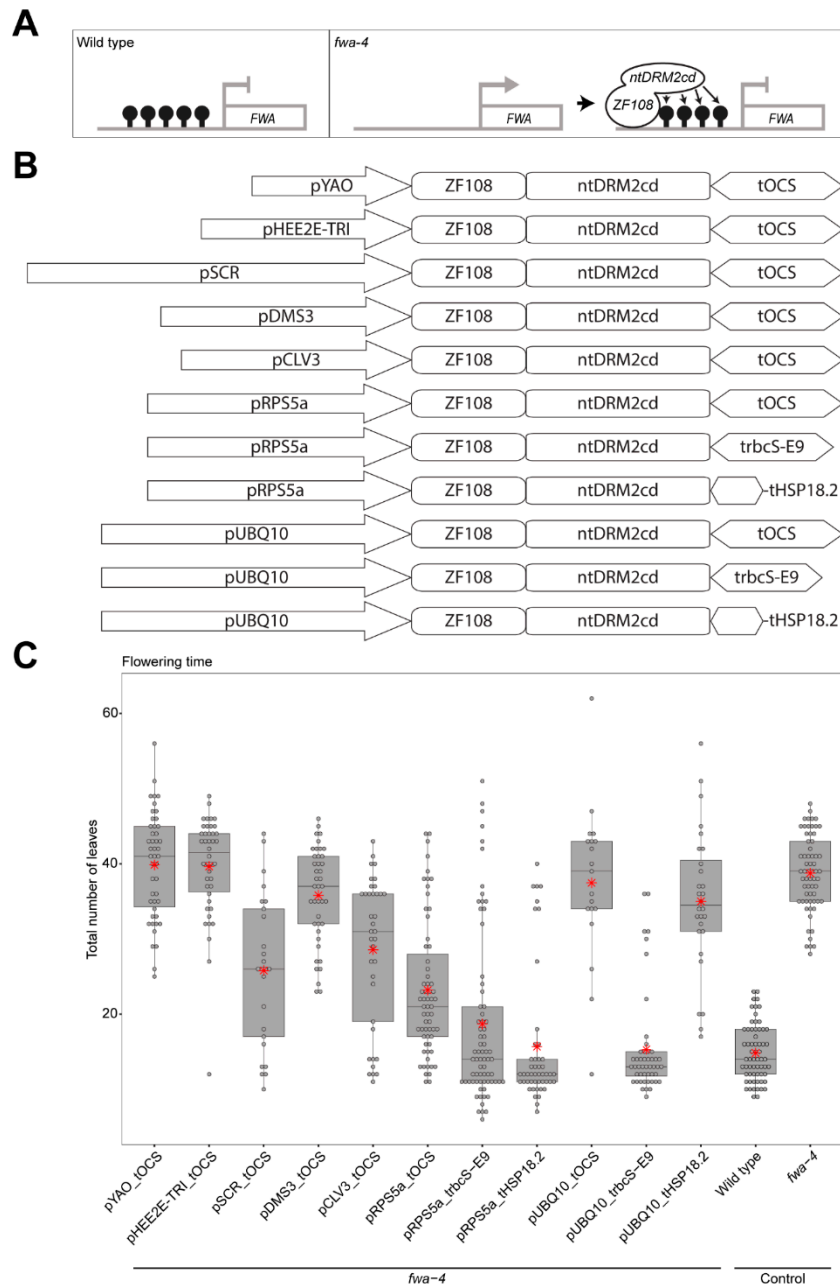 A
Wild type
fwa-4
FWA
FWA
ntDRM2cd
ZF108
FWA
B
pYAO ZF108 ntDRM2cd tOCS
pHEE2E-TRI ZF108 ntDRM2cd tOCS
pSCR ZF108 ntDRM2cd tOCS
pDMS3 ZF108 ntDRM2cd tOCS
pCLV3 ZF108 ntDRM2cd tOCS
pRPS5a ZF108 ntDRM2cd tOCS
pRPS5a ZF108 ntDRM2cd trbcS-E9
pRPS5a ZF108 ntDRM2cd -tHSP18.2
pUBQ10 ZF108 ntDRM2cd tOCS
pUBQ10 ZF108 ntDRM2cd trbcS-E9
pUBQ10 ZF108 ntDRM2cd -tHSP18.2
C
Flowering time
Total number of leaves
60
40
20
pYAO_tOCS
pHEE2E-TRI_tOCS
pSCR_tOCS
pDMS3_tOCS
pCLV3_tOCS
pRPS5a_tOCS
pRPS5a_trbcS-E9
pRPS5a_tHSP18.2
pUBQ10_tOCS
pUBQ10_trbcS-E9
pUBQ10_tHSP18.2
Wild type
fwa-4
fwa-4
Control